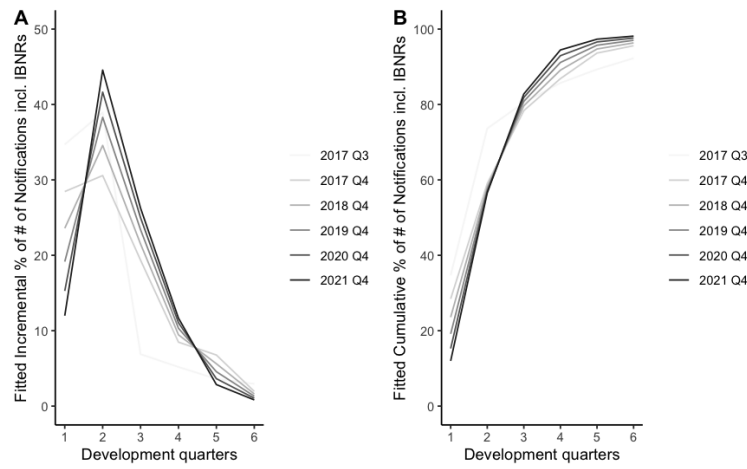 A
Fitted Incremental % of # of Notifications incl. IBNRs
50
40
30
20
10
0
1 2 3 4 5 6
Development quarters
2017 Q3
2017 Q4
2018 Q4
2019 Q4
2020 Q4
2021 Q4
B
Fitted Cumulative % of # of Notifications incl. IBNRs
100
80
60
40
20
0
1 2 3 4 5 6
Development quarters
2017 Q3
2017 Q4
2018 Q4
2019 Q4
2020 Q4
2021 Q4